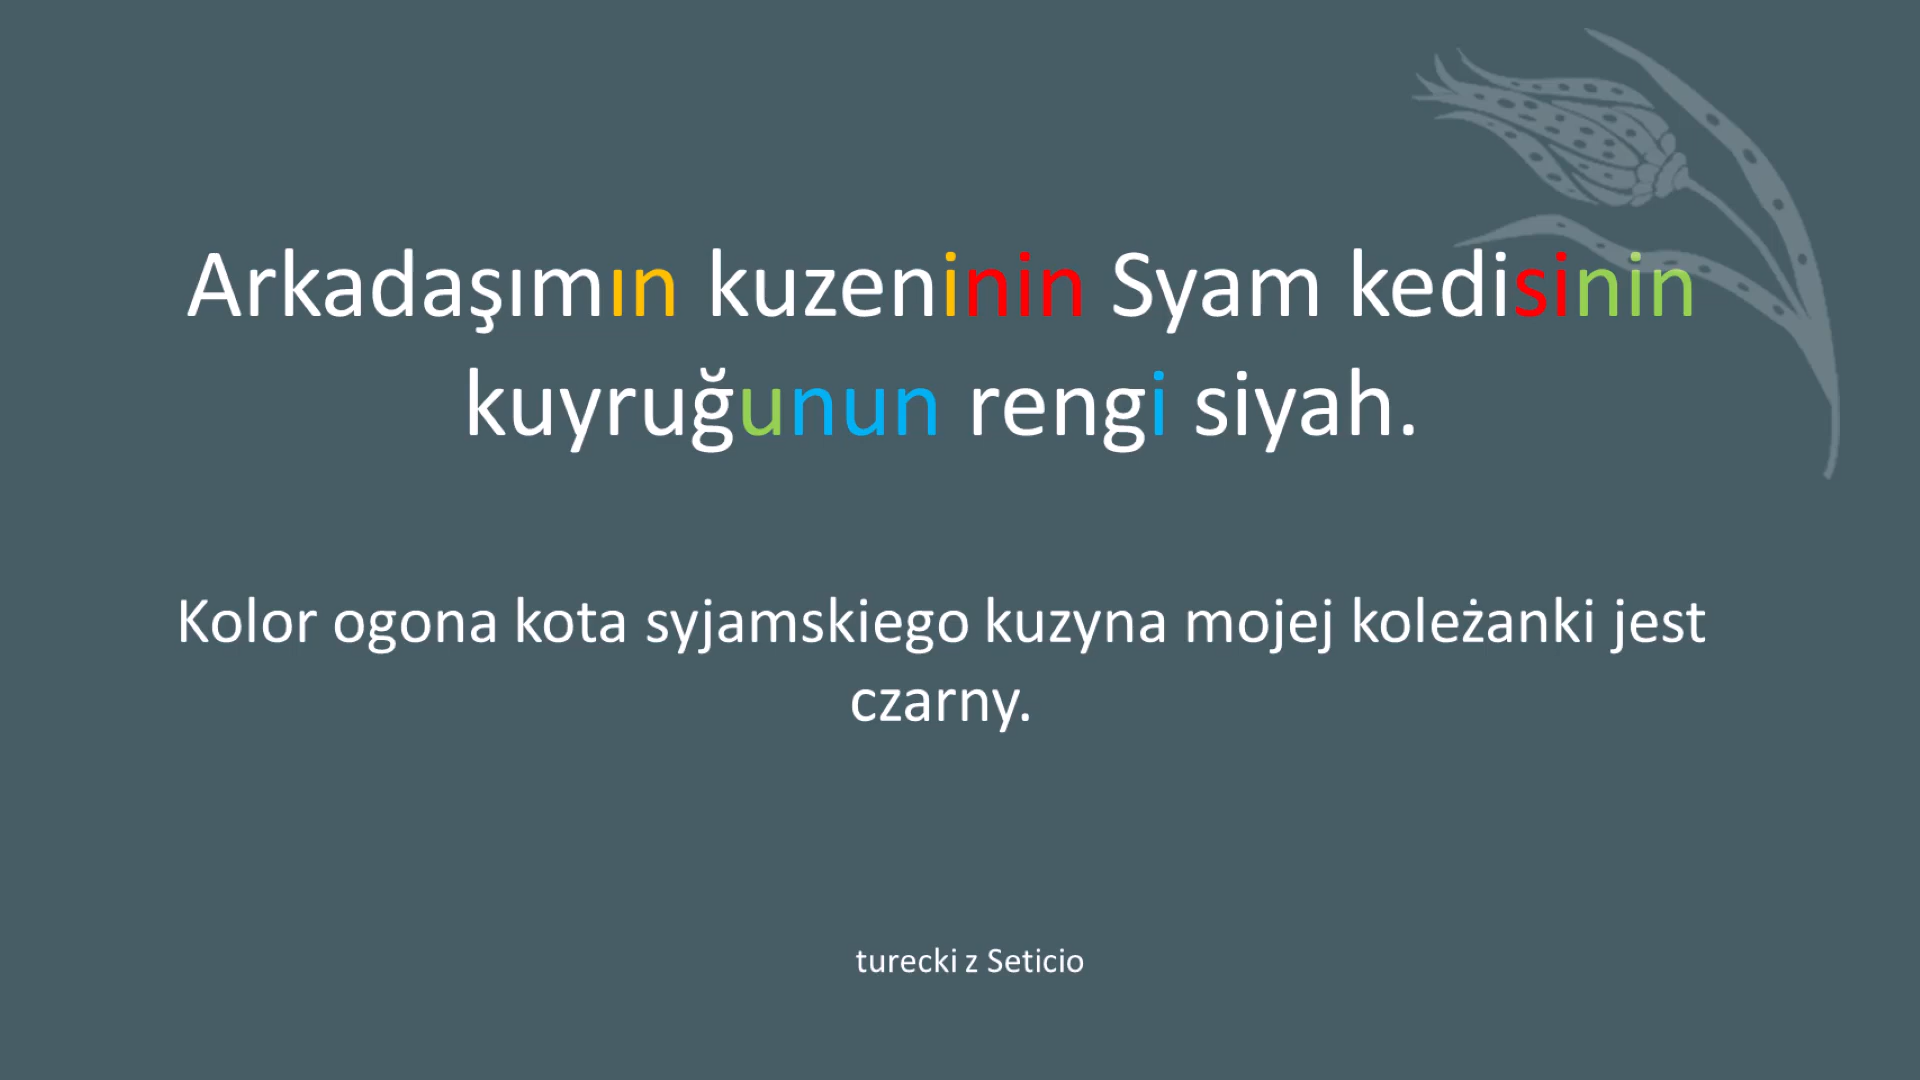 Arkadaşımın kuzeninin Syam kedisinin
kuyruğunun rengi siyah.
Kolor ogona kota syjamskiego kuzyna mojej koleżanki jest
czarny.
turecki z Seticio